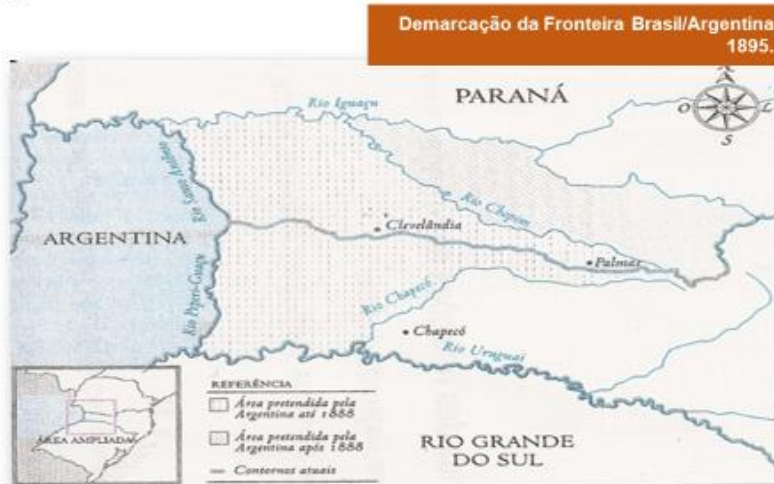 Demarcação da Fronteira Brasil/Argentina
1895.
PARANÁ
O
L
S
Rio Iguaçu
Rio Santo Antônio
Rio Chopim
ARGENTINA
Clevelândia
Palmas
Rio Peperi-Guaçu
Rio Chapecó
Chapecó
Rio Uruguai
REFERÊNCIA
Área pretendida pela
Argentina até 1888
Área pretendida pela
Argentina após 1888
Contornos atuais
ÁREA AMPLIADA
RIO GRANDE
DO SUL